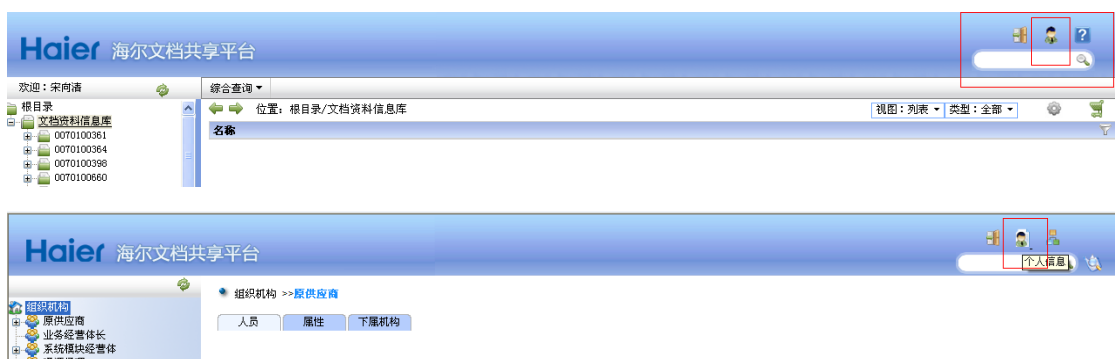 Haier 海尔文档共享平台
?
欢迎：宋向清
综合查询
根目录
文档资料信息库
0070100361
0070100364
0070100398
0070100660
位置：根目录/文档资料信息库
视图：列表 类型：全部
名称
Haier 海尔文档共享平台
个人信息
组织机构
原供应商
业务经营体长
系统模块经营体
组织机构 >>原供应商
人员 属性 下属机构